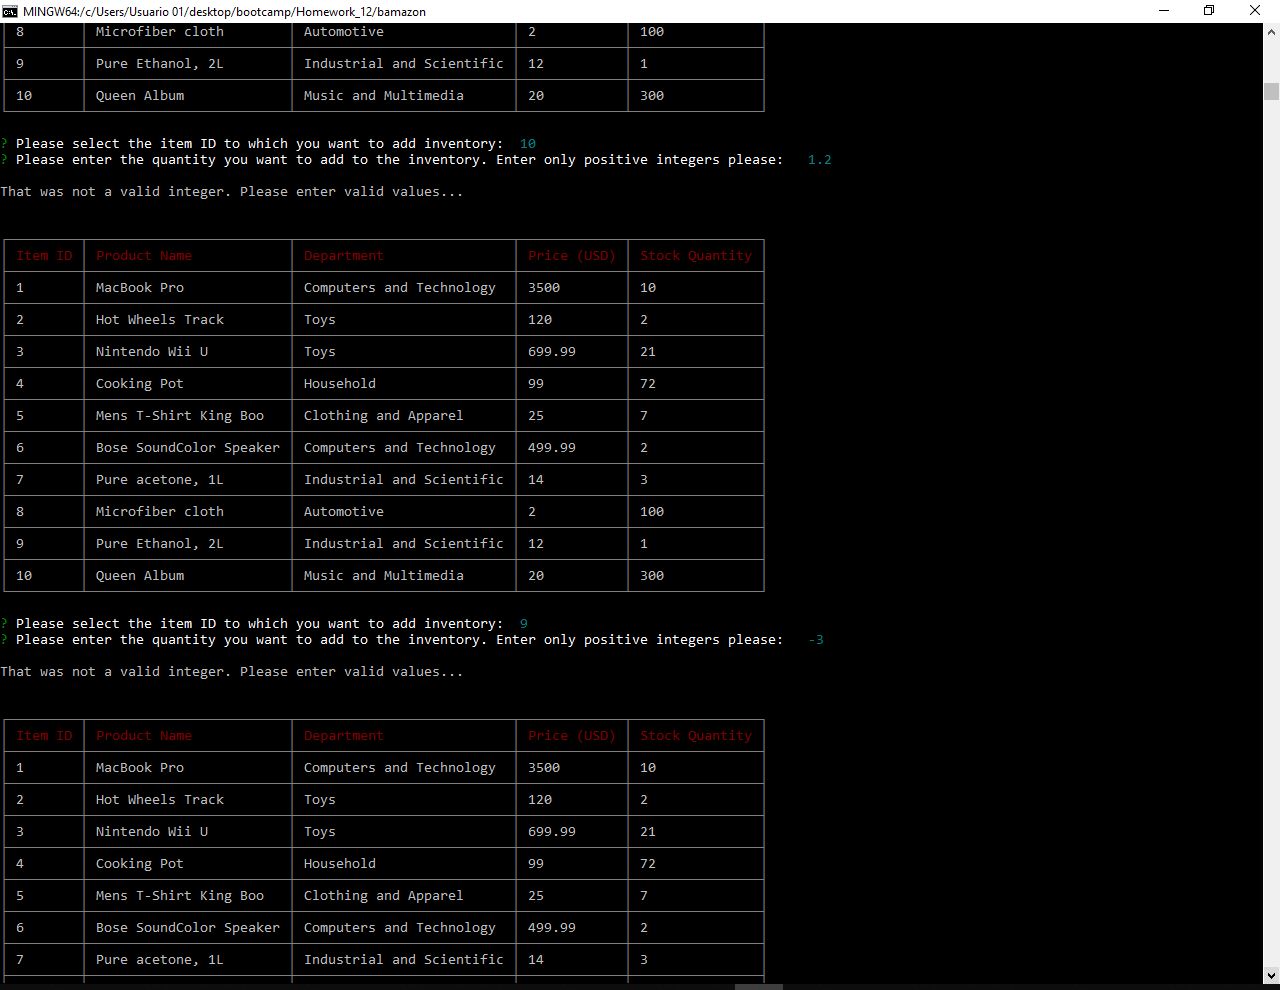 MINGW64:/c/Users/Usuario 01/desktop/bootcamp/Homework_12/bamazon
8 Microfiber cloth Automotive 2 100
9 Pure Ethanol, 2L Industrial and Scientific 12 1
10 Queen Album Music and Multimedia 20 300
? Please select the item ID to which you want to add inventory: 10
? Please enter the quantity you want to add to the inventory. Enter only positive integers please: 1.2
That was not a valid integer. Please enter valid values...
Item ID Product Name Department Price (USD) Stock Quantity
1 MacBook Pro Computers and Technology 3500 10
2 Hot Wheels Track Toys 120 2
3 Nintendo Wii U Toys 699.99 21
4 Cooking Pot Household 99 72
5 Mens T-Shirt King Boo Clothing and Apparel 25 7
6 Bose SoundColor Speaker Computers and Technology 499.99 2
7 Pure acetone, 1L Industrial and Scientific 14 3
8 Microfiber cloth Automotive 2 100
9 Pure Ethanol, 2L Industrial and Scientific 12 1
10 Queen Album Music and Multimedia 20 300
? Please select the item ID to which you want to add inventory: 9
? Please enter the quantity you want to add to the inventory. Enter only positive integers please: -3
That was not a valid integer. Please enter valid values...
Item ID Product Name Department Price (USD) Stock Quantity
1 MacBook Pro Computers and Technology 3500 10
2 Hot Wheels Track Toys 120 2
3 Nintendo Wii U Toys 699.99 21
4 Cooking Pot Household 99 72
5 Mens T-Shirt King Boo Clothing and Apparel 25 7
6 Bose SoundColor Speaker Computers and Technology 499.99 2
7 Pure acetone, 1L Industrial and Scientific 14 3